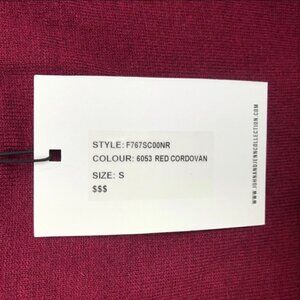 STYLE: F767SC00NR
COLOUR: 6053 RED CORDOVAN
SIZE: S
$$$
WWW.JOHNANDJENNCOLLECTION.COM